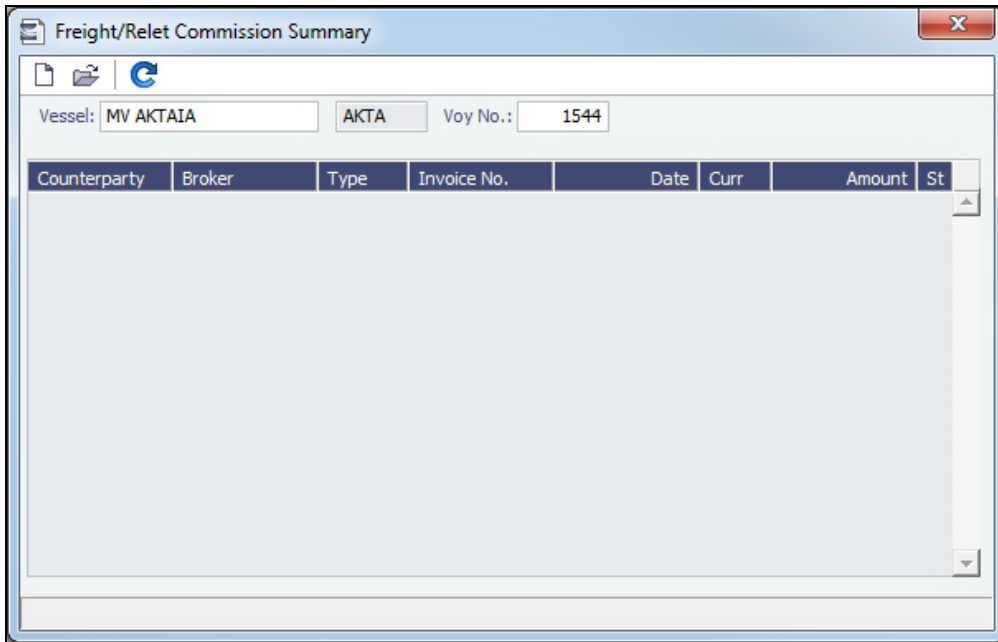 Freight/Relet Commission Summary
Vessel: MV AKTAIA AKTA Voy No.: 1544
Counterparty Broker Type Invoice No. Date Curr Amount St